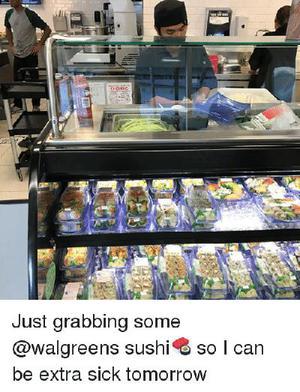 Just grabbing some
@walgreens sushi🍣 so I can
be extra sick tomorrow